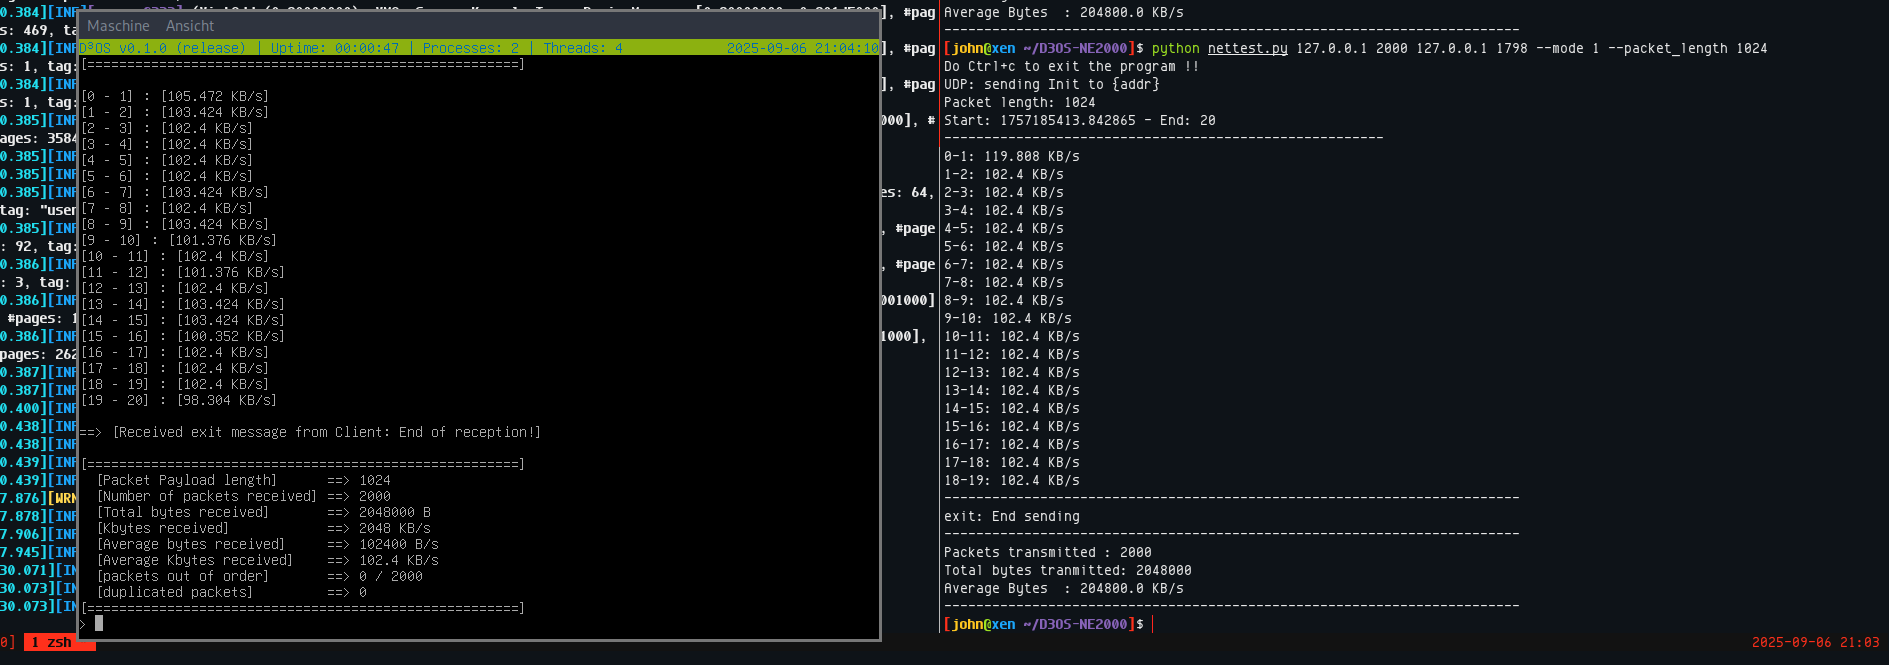 Maschine Ansicht
D³OS v0.1.0 (release) | Uptime: 00:00:47 | Processes: 2 | Threads: 4 2025-09-06 21:04:10
[======================================================]
[0 - 1] : [105.472 KB/s]
[1 - 2] : [103.424 KB/s]
[2 - 3] : [102.4 KB/s]
[3 - 4] : [102.4 KB/s]
[4 - 5] : [102.4 KB/s]
[5 - 6] : [102.4 KB/s]
[6 - 7] : [103.424 KB/s]
[7 - 8] : [102.4 KB/s]
[8 - 9] : [103.424 KB/s]
[9 - 10] : [101.376 KB/s]
[10 - 11] : [102.4 KB/s]
[11 - 12] : [101.376 KB/s]
[12 - 13] : [102.4 KB/s]
[13 - 14] : [103.424 KB/s]
[14 - 15] : [103.424 KB/s]
[15 - 16] : [100.352 KB/s]
[16 - 17] : [102.4 KB/s]
[17 - 18] : [102.4 KB/s]
[18 - 19] : [102.4 KB/s]
[19 - 20] : [98.304 KB/s]
==> [Received exit message from Client: End of reception!]
[======================================================]
[Packet Payload length] ==> 1024
[Number of packets received] ==> 2000
[Total bytes received] ==> 2048000 B
[Kbytes received] ==> 2048 KB/s
[Average bytes received] ==> 102400 B/s
[Average Kbytes received] ==> 102.4 KB/s
[packets out of order] ==> 0 / 2000
[duplicated packets] ==> 0
[======================================================]
>
0.384][INF
], #pag
s: 469, ta
0.384][INF
], #pag
s: 1, tag:
0.384][INF
], #pag
s: 1, tag:
0.385][INF
000], #
ages: 3584
0.385][INF
0.385][INF
0.385][INF
es: 64,
tag: "user
0.385][INF
, #page
: 92, tag:
0.386][INF
, #page
: 3, tag:
0.386][INF
001000]
#pages: 1
0.386][INF
1000],
pages: 262
0.387][INF
0.387][INF
0.400][INF
0.438][INF
0.438][INF
0.439][INF
0.439][INF
7.876][WRN
7.878][INF
7.906][INF
7.945][INF
30.071][IN
30.073][IN
30.073][IN
0] 1 zsh
Average Bytes : 204800.0 KB/s
------------------------------------------------------------------------
[john@xen ~/D3OS-NE2000]$ python nettest.py 127.0.0.1 2000 127.0.0.1 1798 --mode 1 --packet_length 1024
Do Ctrl+c to exit the program !!
UDP: sending Init to {addr}
Packet length: 1024
Start: 1757185413.842865 - End: 20
-------------------------------------------------------
0-1: 119.808 KB/s
1-2: 102.4 KB/s
2-3: 102.4 KB/s
3-4: 102.4 KB/s
4-5: 102.4 KB/s
5-6: 102.4 KB/s
6-7: 102.4 KB/s
7-8: 102.4 KB/s
8-9: 102.4 KB/s
9-10: 102.4 KB/s
10-11: 102.4 KB/s
11-12: 102.4 KB/s
12-13: 102.4 KB/s
13-14: 102.4 KB/s
14-15: 102.4 KB/s
15-16: 102.4 KB/s
16-17: 102.4 KB/s
17-18: 102.4 KB/s
18-19: 102.4 KB/s
------------------------------------------------------------------------
exit: End sending
------------------------------------------------------------------------
Packets transmitted : 2000
Total bytes tranmitted: 2048000
Average Bytes : 204800.0 KB/s
------------------------------------------------------------------------
[john@xen ~/D3OS-NE2000]$
2025-09-06 21:03